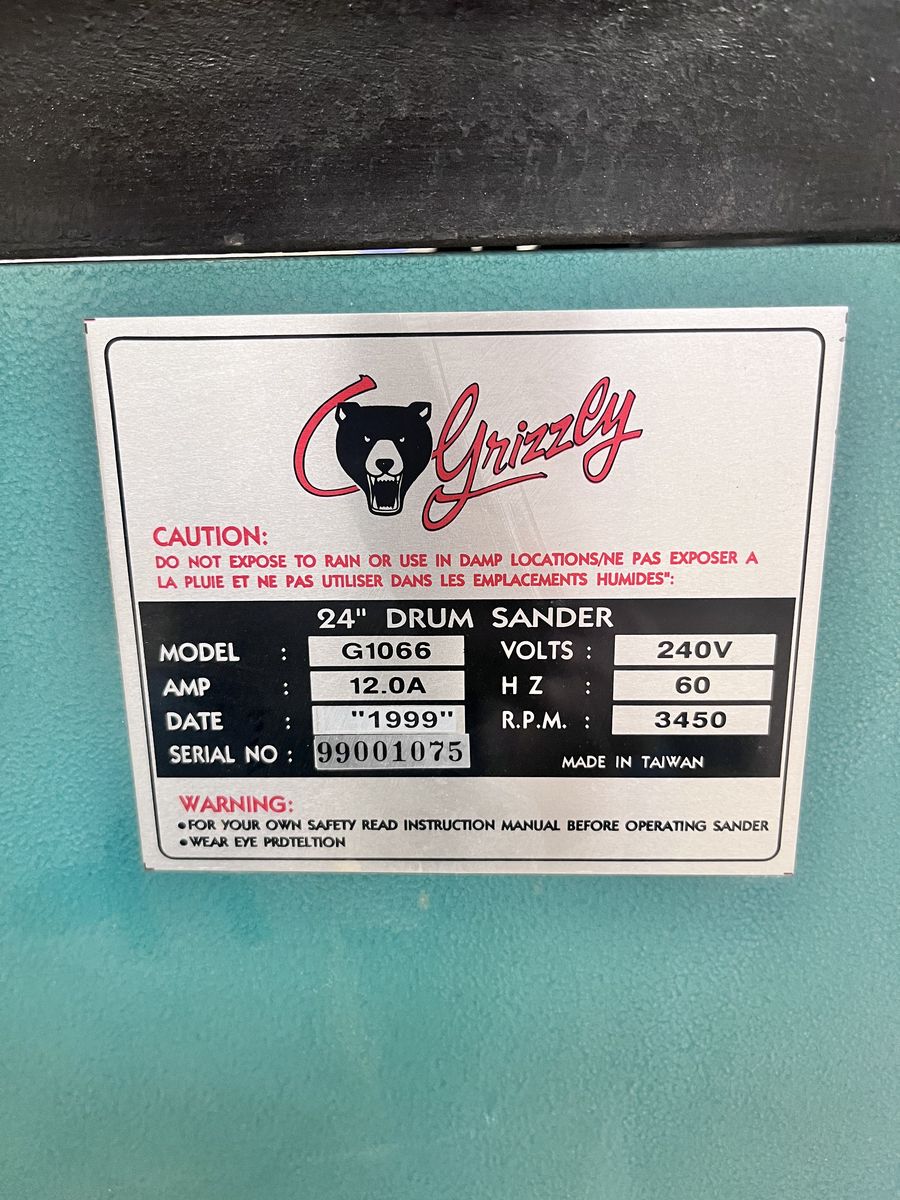 Grizzly
CAUTION:
DO NOT EXPOSE TO RAIN OR USE IN DAMP LOCATIONS/NE PAS EXPOSER A
LA PLUIE ET NE PAS UTILISER DANS LES EMPLACEMENTS HUMIDES":
24" DRUM SANDER
MODEL : G1066 VOLTS : 240V
AMP : 12.0A HZ : 60
DATE : "1999" R.P.M. : 3450
SERIAL NO : 99001075 MADE IN TAIWAN
WARNING:
•FOR YOUR OWN SAFETY READ INSTRUCTION MANUAL BEFORE OPERATING SANDER
•WEAR EYE PRDTELTION